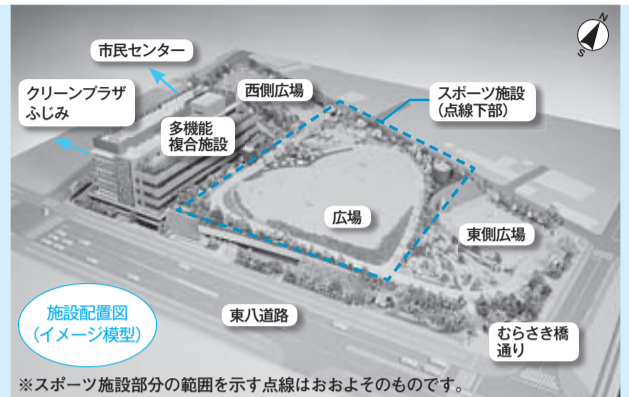 N
S
市民センター
クリーンプラザ
ふじみ
西側広場
スポーツ施設
(点線下部)
多機能
複合施設
広場
東側広場
施設配置図
(イメージ模型)
東八道路
むらさき橋
通り
※スポーツ施設部分の範囲を示す点線はおおよそのものです。